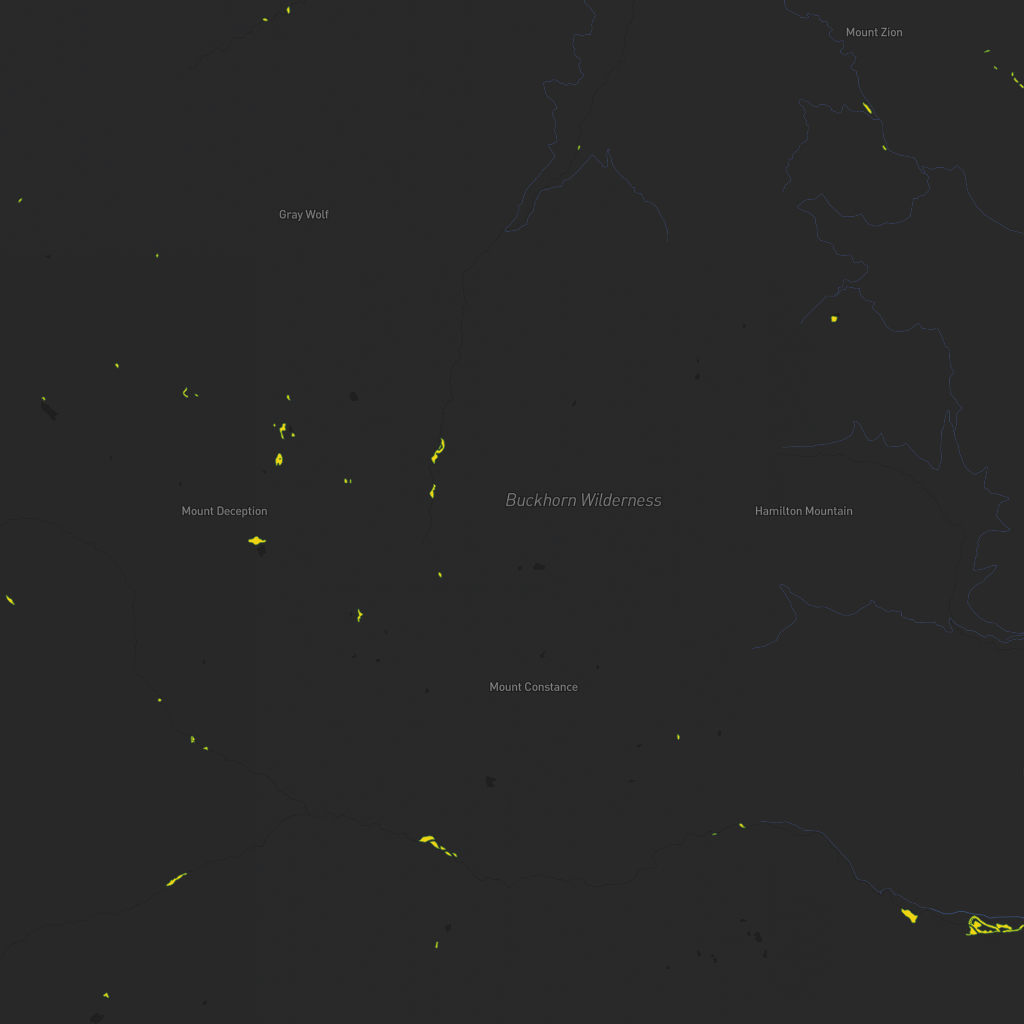 Mount Zion
Gray Wolf
Buckhorn Wilderness
Mount Deception
Hamilton Mountain
Mount Constance